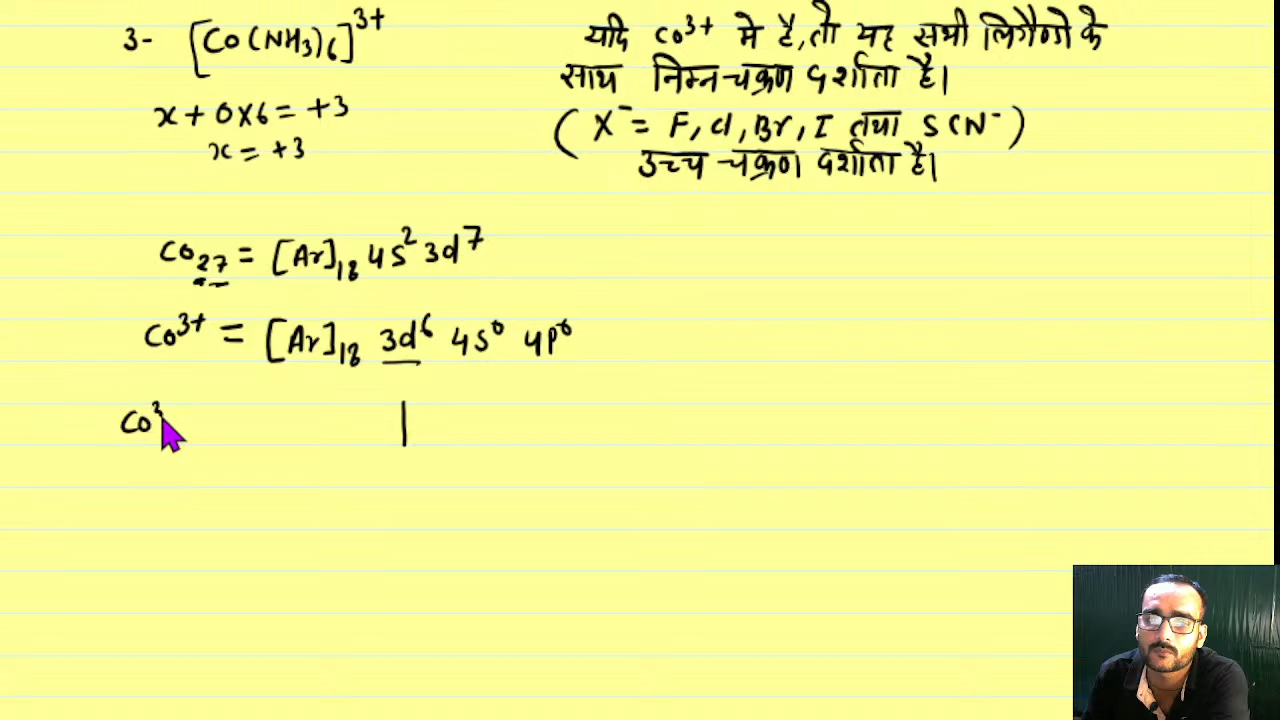 3- [Co(NH3)6]³⁺
x + 0×6 = +3
x = +3
यदि Co³⁺ मे है, तो यह सभी लिगैण्डो के
साथ निम्न चक्रण दर्शाता है।
( X⁻ = F, Cl, Br, I तथा SCN⁻ )
उच्च चक्रण दर्शाता है।
Co₂₇ = [Ar]₁₈ 4s² 3d⁷
Co³⁺ = [Ar]₁₈ 3d⁶ 4s⁰ 4p⁰
Co³